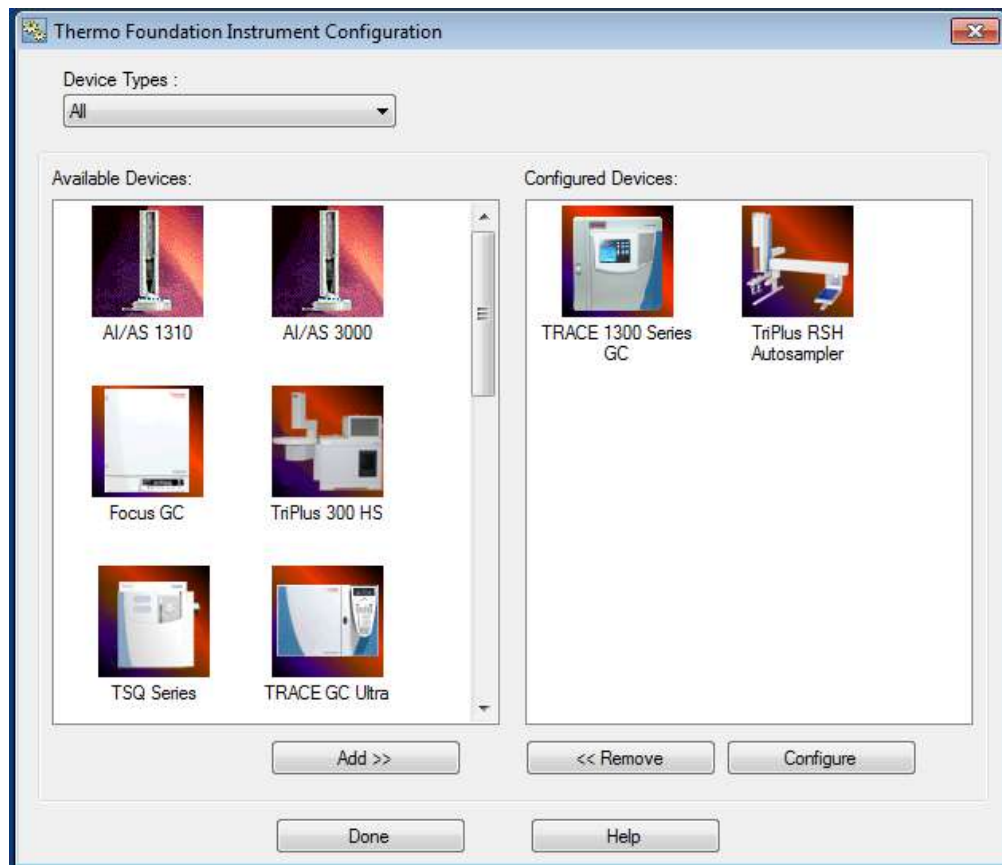 Thermo Foundation Instrument Configuration
Device Types :
All
Available Devices:
AI/AS 1310
AI/AS 3000
Focus GC
TriPlus 300 HS
TSQ Series
TRACE GC Ultra
Add >>
Configured Devices:
TRACE 1300 Series
GC
TriPlus RSH
Autosampler
<< Remove
Configure
Done
Help